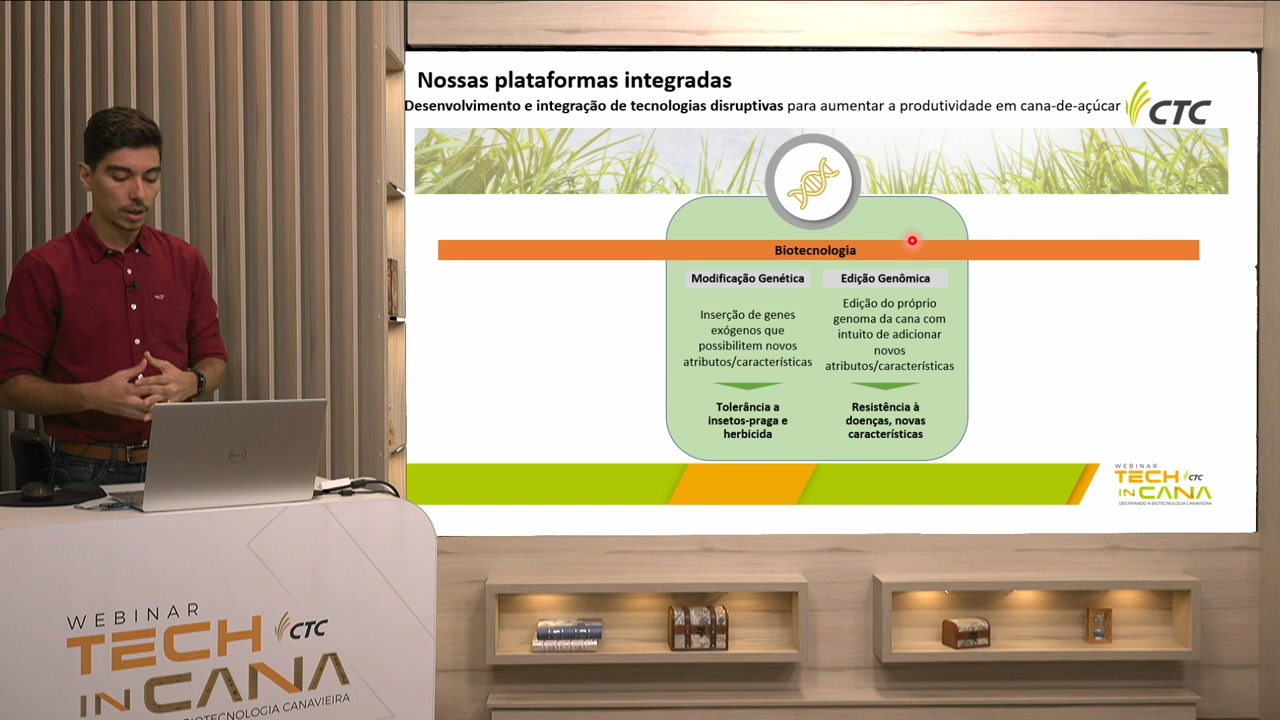 Nossas plataformas integradas
Desenvolvimento e integração de tecnologias disruptivas para aumentar a produtividade em cana-de-açúcar
CTC
Biotecnologia
Modificação Genética
Inserção de genes
exógenos que
possibilitem novos
atributos/características
Tolerância a
insetos-praga e
herbicida
Edição Genômica
Edição do próprio
genoma da cana com
intuito de adicionar
novos
atributos/características
Resistência à
doenças, novas
características
WEBINAR
TECH CTC
IN CANA
DECIFRANDO A BIOTECNOLOGIA CANAVIEIRA
DELL
WEBINAR
TECH CTC
IN CANA
BIOTECNOLOGIA CANAVIEIRA